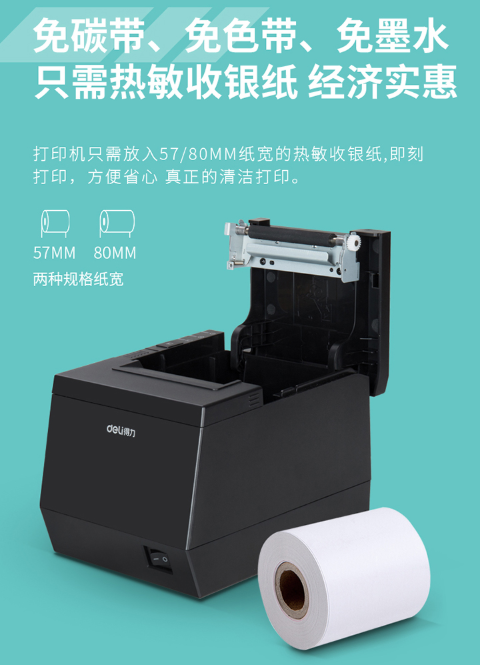 免碳带、免色带、免墨水
只需热敏收银纸 经济实惠
打印机只需放入57/80MM纸宽的热敏收银纸,即刻
打印，方便省心 真正的清洁打印。
57MM 80MM
两种规格纸宽
deli得力